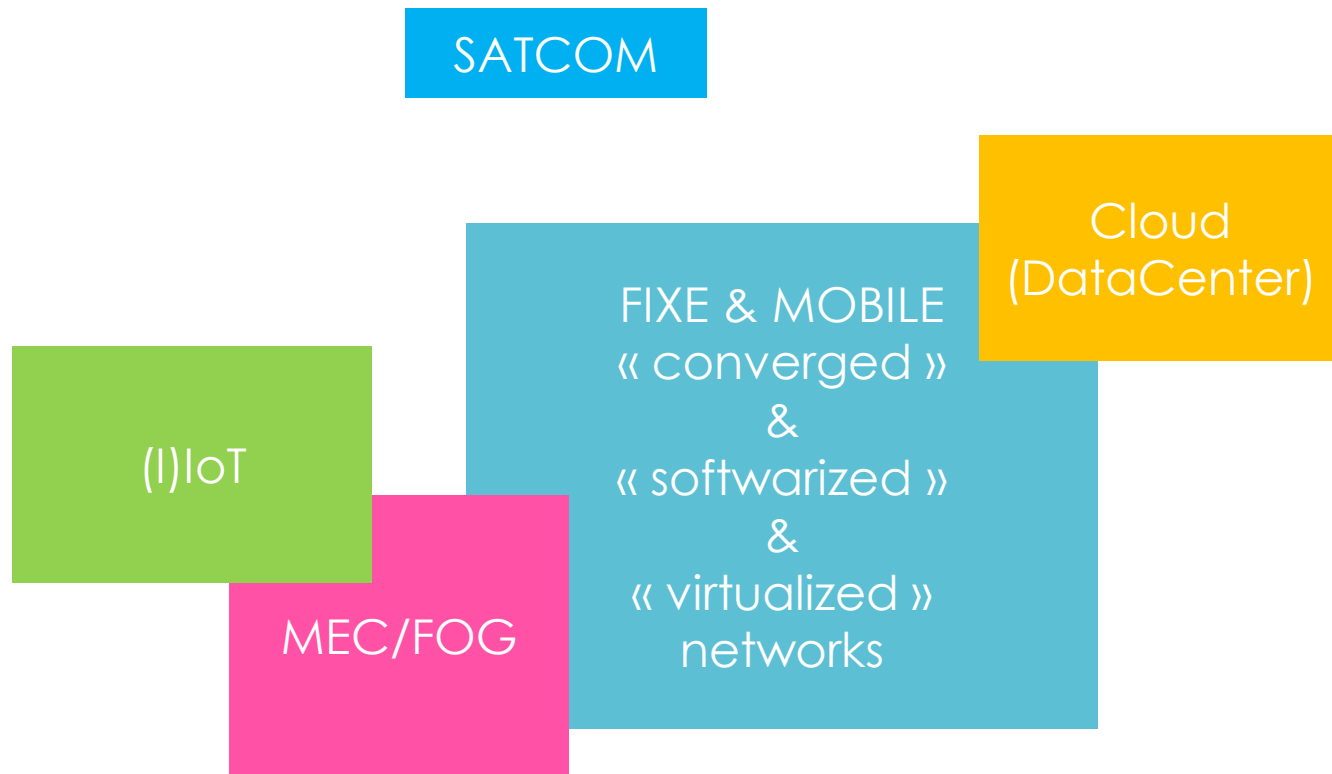 SATCOM
Cloud
(DataCenter)
FIXE & MOBILE
« converged »
&
« softwarized »
&
« virtualized »
networks
(I)IoT
MEC/FOG